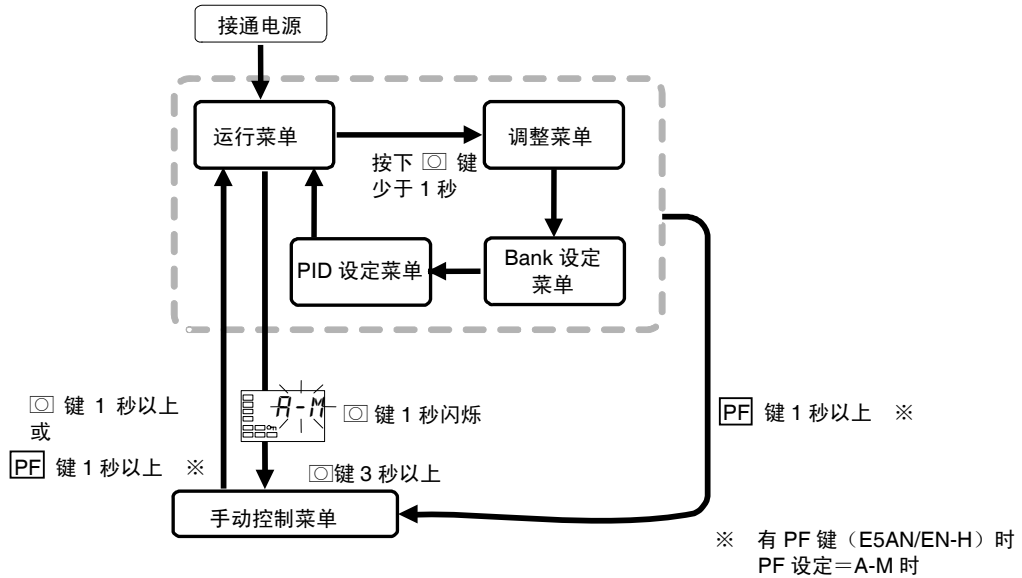 接通电源
运行菜单
调整菜单
按下 键
少于 1 秒
PID 设定菜单
Bank 设定
菜单
A-M
键 1 秒以上
或
PF 键 1 秒以上 ※
键 1 秒闪烁
键 3 秒以上
PF 键 1 秒以上 ※
手动控制菜单
※ 有 PF 键（E5AN/EN-H）时
PF 设定＝A-M 时